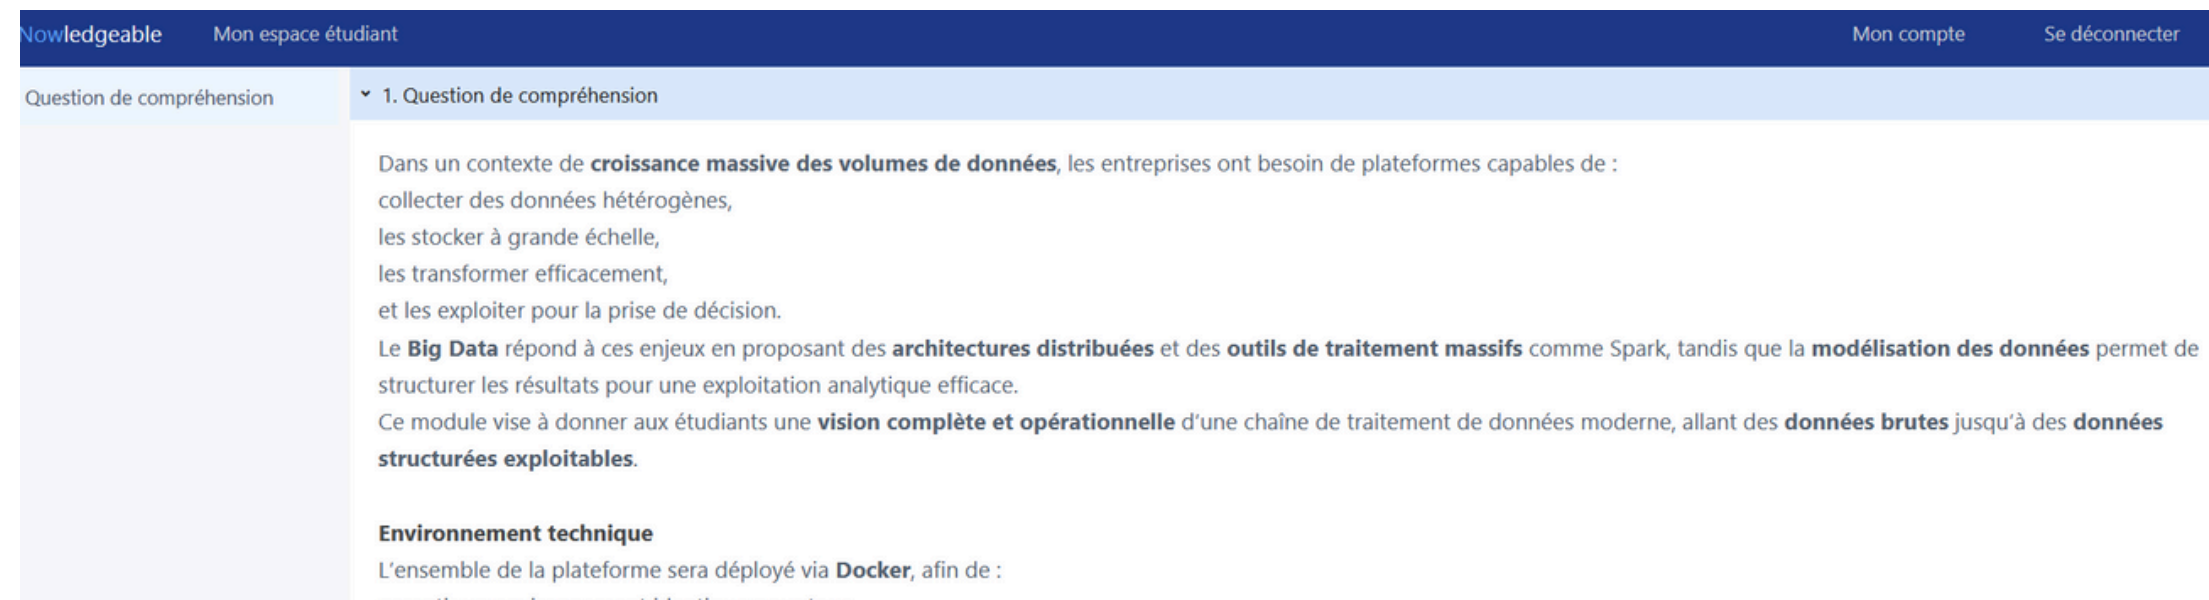 Nowledgeable Mon espace étudiant Mon compte Se déconnecter
Question de compréhension
1. Question de compréhension
Dans un contexte de croissance massive des volumes de données, les entreprises ont besoin de plateformes capables de :
collecter des données hétérogènes,
les stocker à grande échelle,
les transformer efficacement,
et les exploiter pour la prise de décision.
Le Big Data répond à ces enjeux en proposant des architectures distribuées et des outils de traitement massifs comme Spark, tandis que la modélisation des données permet de
structurer les résultats pour une exploitation analytique efficace.
Ce module vise à donner aux étudiants une vision complète et opérationnelle d'une chaîne de traitement de données moderne, allant des données brutes jusqu'à des données
structurées exploitables.
Environnement technique
L'ensemble de la plateforme sera déployé via Docker, afin de :